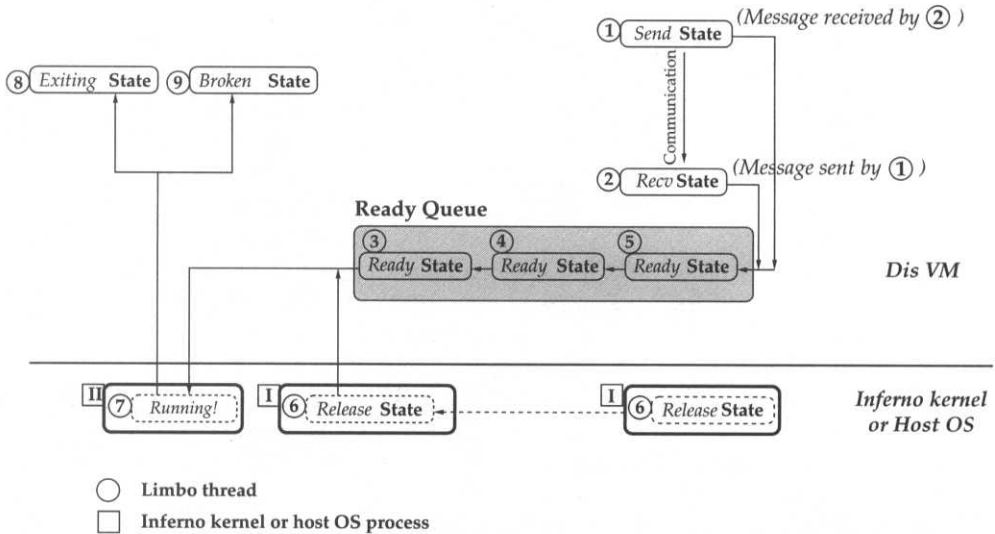 ① Send State (Message received by ② )
⑧ Exiting State ⑨ Broken State
Communication
② Recv State (Message sent by ① )
Ready Queue
③ ④ ⑤
Ready State Ready State Ready State
Dis VM
II I I
⑦ Running! ⑥ Release State ⑥ Release State
Inferno kernel
or Host OS
Limbo thread
Inferno kernel or host OS process